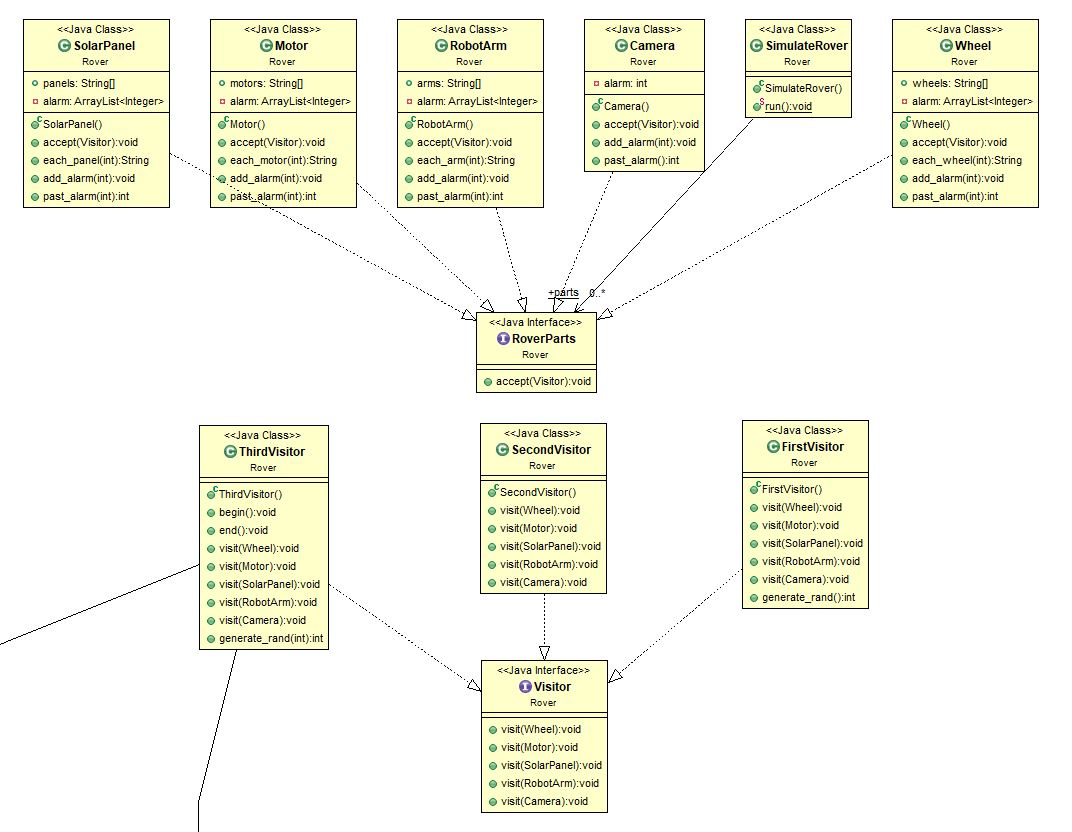 <<Java Class>>
SolarPanel
Rover
panels: String[]
alarm: ArrayList<Integer>
SolarPanel()
accept(Visitor):void
each_panel(int):String
add_alarm(int):void
past_alarm(int):int
<<Java Class>>
Motor
Rover
motors: String[]
alarm: ArrayList<Integer>
Motor()
accept(Visitor):void
each_motor(int):String
add_alarm(int):void
past_alarm(int):int
<<Java Class>>
RobotArm
Rover
arms: String[]
alarm: ArrayList<Integer>
RobotArm()
accept(Visitor):void
each_arm(int):String
add_alarm(int):void
past_alarm(int):int
<<Java Class>>
Camera
Rover
alarm: int
Camera()
accept(Visitor):void
add_alarm(int):void
past_alarm():int
<<Java Class>>
SimulateRover
Rover
SimulateRover()
run():void
<<Java Class>>
Wheel
Rover
wheels: String[]
alarm: ArrayList<Integer>
Wheel()
accept(Visitor):void
each_wheel(int):String
add_alarm(int):void
past_alarm(int):int
+parts 0..*
<<Java Interface>>
RoverParts
Rover
accept(Visitor):void
<<Java Class>>
ThirdVisitor
Rover
ThirdVisitor()
begin():void
end():void
visit(Wheel):void
visit(Motor):void
visit(SolarPanel):void
visit(RobotArm):void
visit(Camera):void
generate_rand(int):int
<<Java Class>>
SecondVisitor
Rover
SecondVisitor()
visit(Wheel):void
visit(Motor):void
visit(SolarPanel):void
visit(RobotArm):void
visit(Camera):void
<<Java Class>>
FirstVisitor
Rover
FirstVisitor()
visit(Wheel):void
visit(Motor):void
visit(SolarPanel):void
visit(RobotArm):void
visit(Camera):void
generate_rand():int
<<Java Interface>>
Visitor
Rover
visit(Wheel):void
visit(Motor):void
visit(SolarPanel):void
visit(RobotArm):void
visit(Camera):void